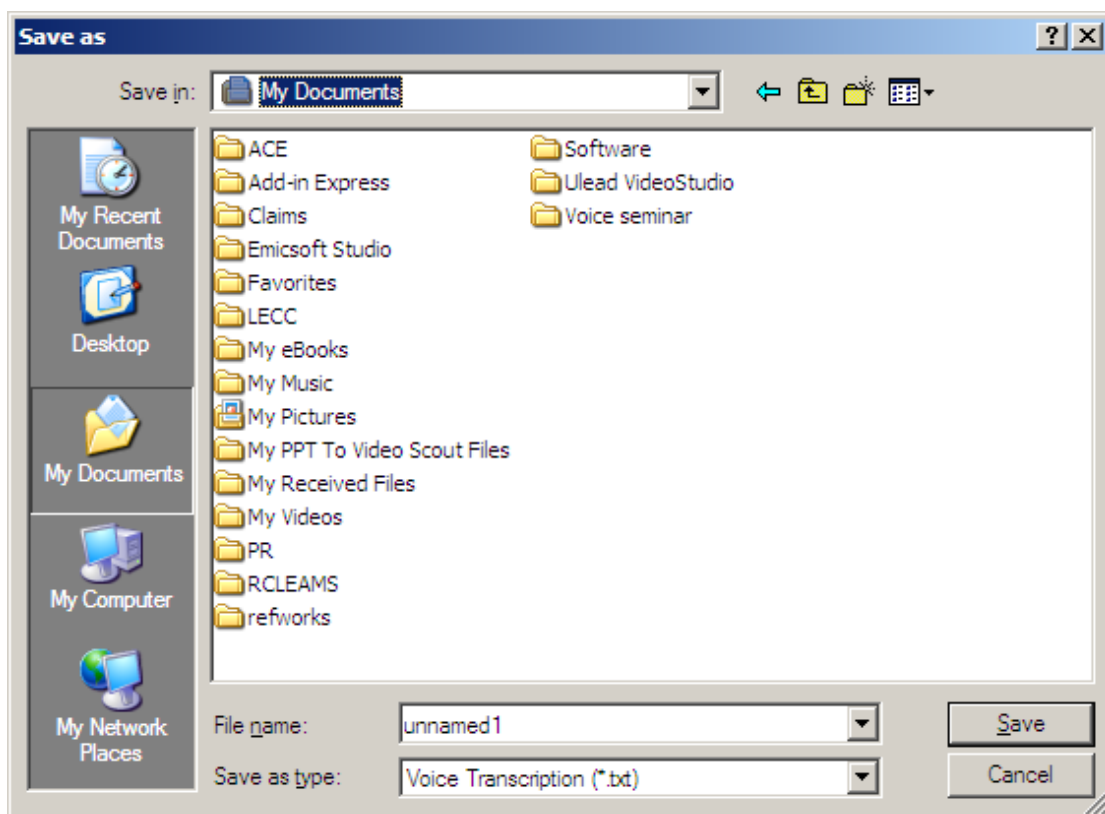 Save as
Save in: My Documents
My Recent
Documents
Desktop
My Documents
My Computer
My Network
Places
ACE
Add-in Express
Claims
Emicsoft Studio
Favorites
LECC
My eBooks
My Music
My Pictures
My PPT To Video Scout Files
My Received Files
My Videos
PR
RCLEAMS
refworks
Software
Ulead VideoStudio
Voice seminar
File name: unnamed1
Save
Save as type: Voice Transcription (*.txt)
Cancel